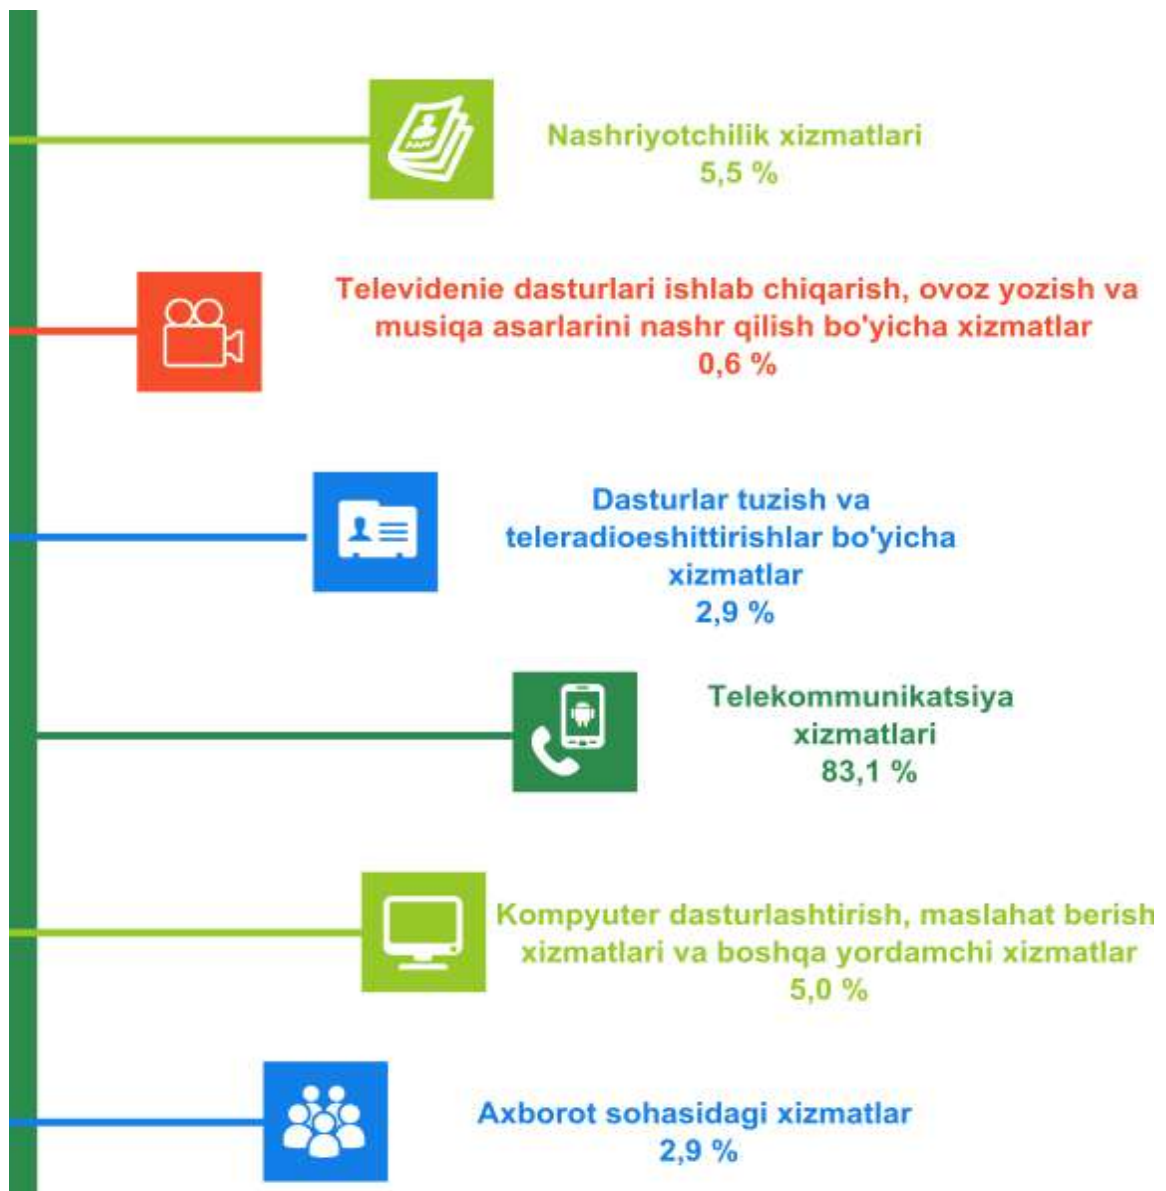 Nashriyotchilik xizmatlari
5,5 %
Televidenie dasturlari ishlab chiqarish, ovoz yozish va
musiqa asarlarini nashr qilish bo'yicha xizmatlar
0,6 %
Dasturlar tuzish va
teleradioeshittirishlar bo'yicha
xizmatlar
2,9 %
Telekommunikatsiya
xizmatlari
83,1 %
Kompyuter dasturlashtirish, maslahat berish
xizmatlari va boshqa yordamchi xizmatlar
5,0 %
Axborot sohasidagi xizmatlar
2,9 %